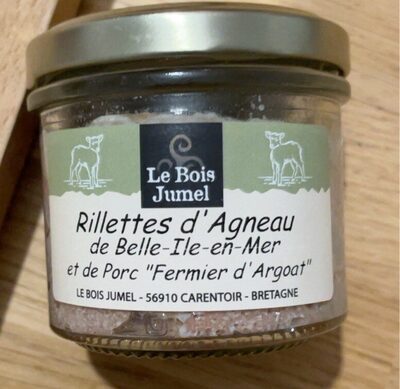 Le Bois
Jumel
Rillettes d'Agneau
de Belle-Ile-en-Mer
et de Porc "Fermier d'Argoat"
LE BOIS JUMEL - 56910 CARENTOIR - BRETAGNE